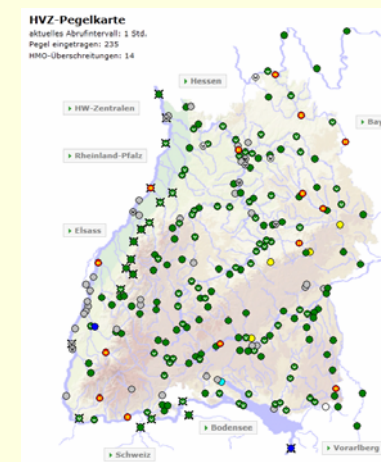 HVZ-Pegelkarte
aktuelles Abrufintervall: 1 Std.
Pegel eingetragen: 235
HMO-Überschreitungen: 14
Hessen
HW-Zentralen
Bay
Rheinland-Pfalz
Elsass
Bodensee
Vorarlberg
Schweiz